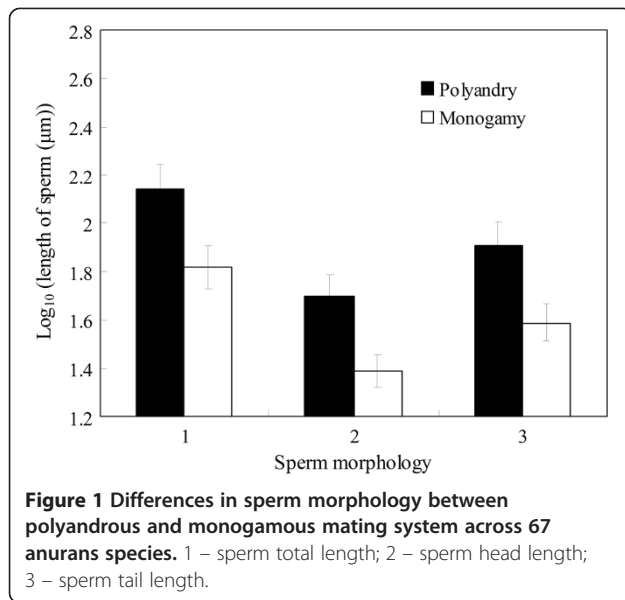 2.8
2.6
2.4
2.2
2
1.8
1.6
1.4
1.2
Log₁₀ (length of sperm (μm))
Polyandry
Monogamy
1 2 3
Sperm morphology
Figure 1 Differences in sperm morphology between
polyandrous and monogamous mating system across 67
anurans species. 1 – sperm total length; 2 – sperm head length;
3 – sperm tail length.